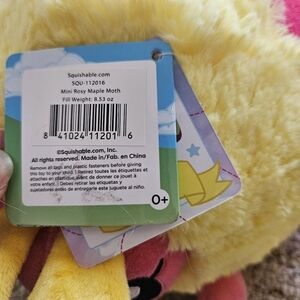 Squishable.com
SQU-112016
Mini Rosy Maple Moth
Fill Weight: 8.53 oz
8 41024 11201 6
©Squishable.com, Inc.
All rights reserved. Made in/Fab. en China
Remove all tags and plastic fasteners before giving
this toy to your child! • Retirez toutes les étiquettes et
attaches en plastique avant de donner ce jouet à
votre enfant. • Debes retirar las etiquetas y
sujetadores antes de entregarle este juguete al niño.
0+